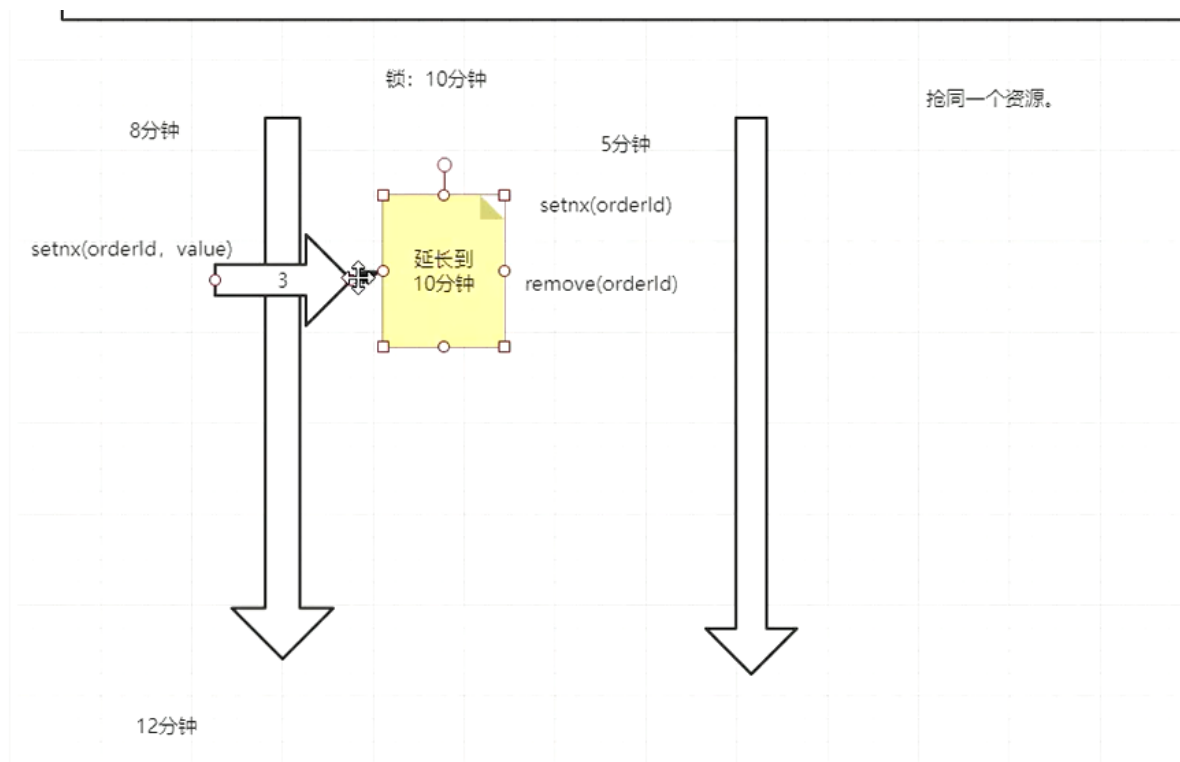 锁：10分钟
抢同一个资源。
8分钟
5分钟
setnx(orderId)
setnx(orderId，value)
延长到
10分钟
3
remove(orderId)
12分钟